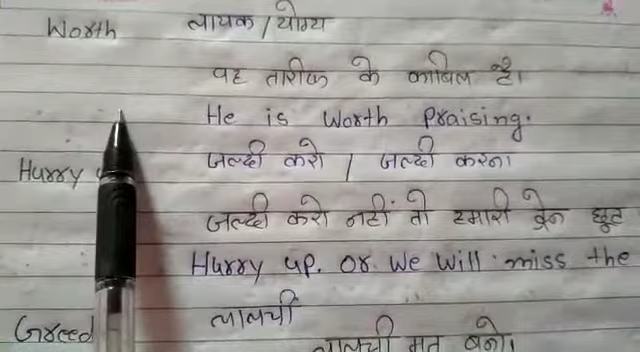 Worth लायक / योग्य
वह तारीफ के काबिल है।
He is worth praising.
Hurry जल्दी करो / जल्दी करना
जल्दी करो नहीं तो हमारी ट्रेन छूट
Hurry up. or we will miss the
Greed लालची
लालची मत बनो।